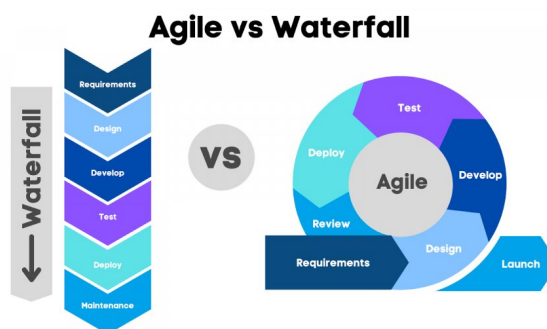 Agile vs Waterfall
Waterfall
Requirements
Design
Develop
Test
Deploy
Maintenance
VS
Agile
Requirements
Design
Develop
Test
Deploy
Review
Launch